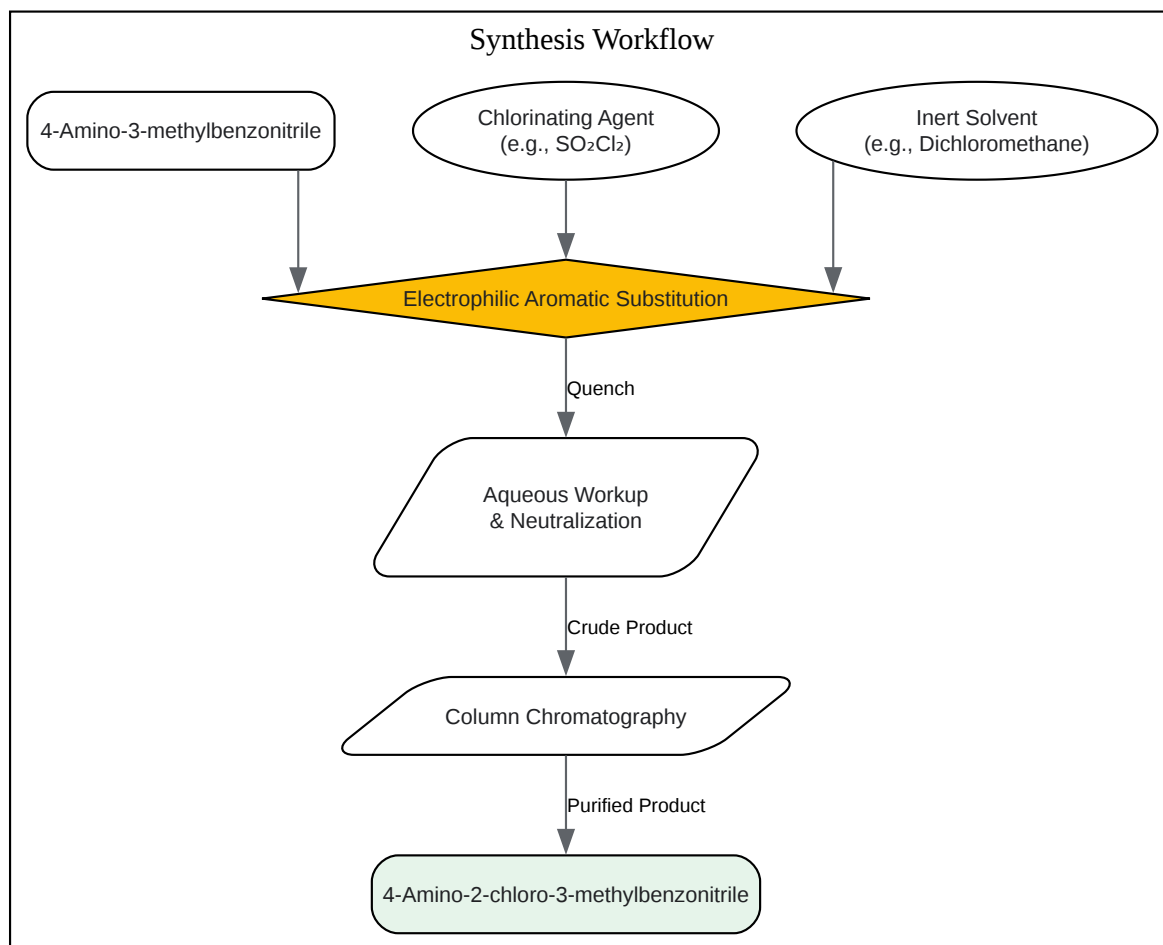 Synthesis Workflow
4-Amino-3-methylbenzonitrile
Chlorinating Agent
(e.g., SO₂Cl₂)
Inert Solvent
(e.g., Dichloromethane)
Electrophilic Aromatic Substitution
Quench
Aqueous Workup
& Neutralization
Crude Product
Column Chromatography
Purified Product
4-Amino-2-chloro-3-methylbenzonitrile